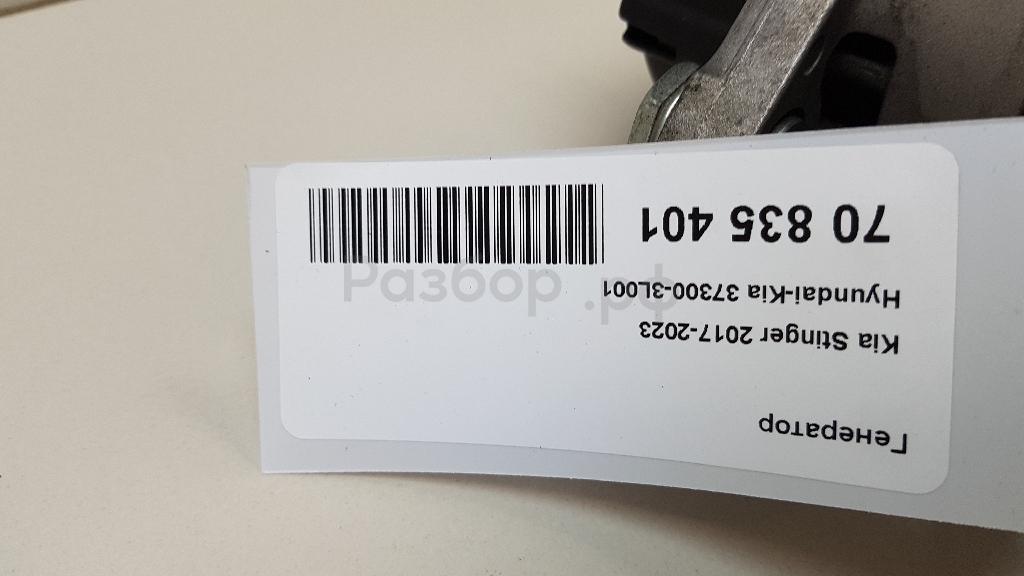 Генератор
Kia Stinger 2017-2023
Hyundai-Kia 37300-3L001
70 835 401
Разбор.рф